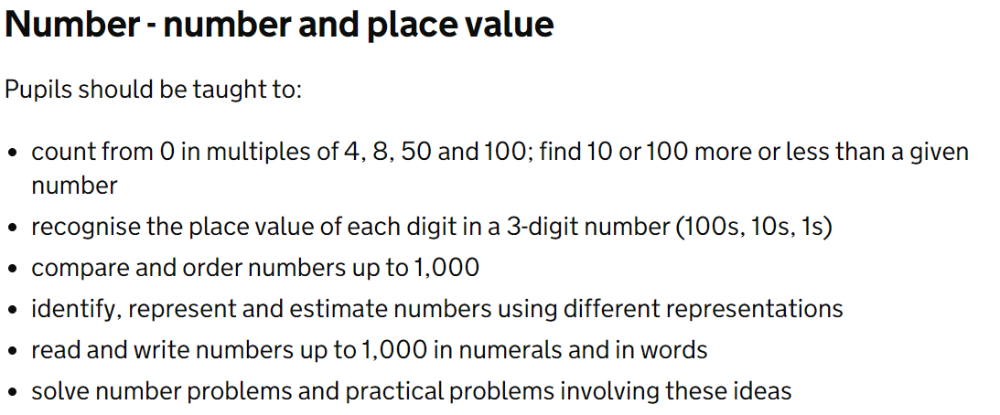 Number - number and place value
Pupils should be taught to:
• count from 0 in multiples of 4, 8, 50 and 100; find 10 or 100 more or less than a given
number
• recognise the place value of each digit in a 3-digit number (100s, 10s, 1s)
• compare and order numbers up to 1,000
• identify, represent and estimate numbers using different representations
• read and write numbers up to 1,000 in numerals and in words
• solve number problems and practical problems involving these ideas